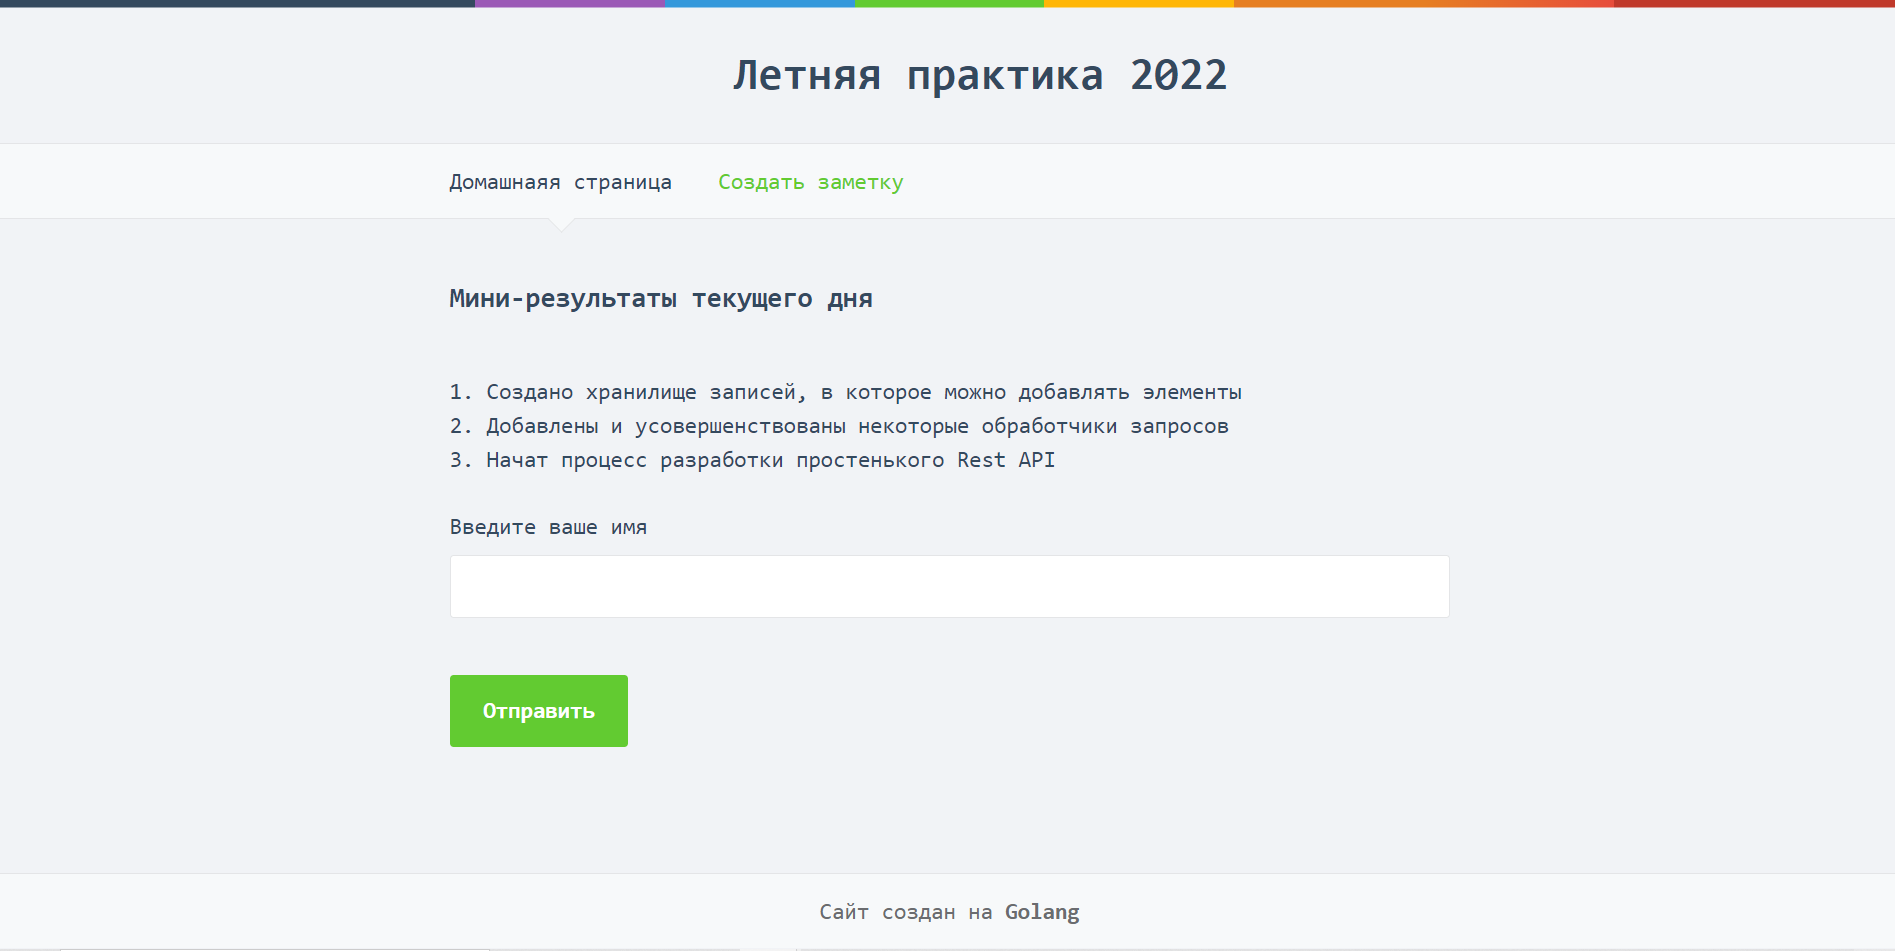 Летняя практика 2022
Домашнаяя страница Создать заметку
Мини-результаты текущего дня
1. Создано хранилище записей, в которое можно добавлять элементы
2. Добавлены и усовершенствованы некоторые обработчики запросов
3. Начат процесс разработки простенького Rest API
Введите ваше имя
Отправить
Сайт создан на Golang